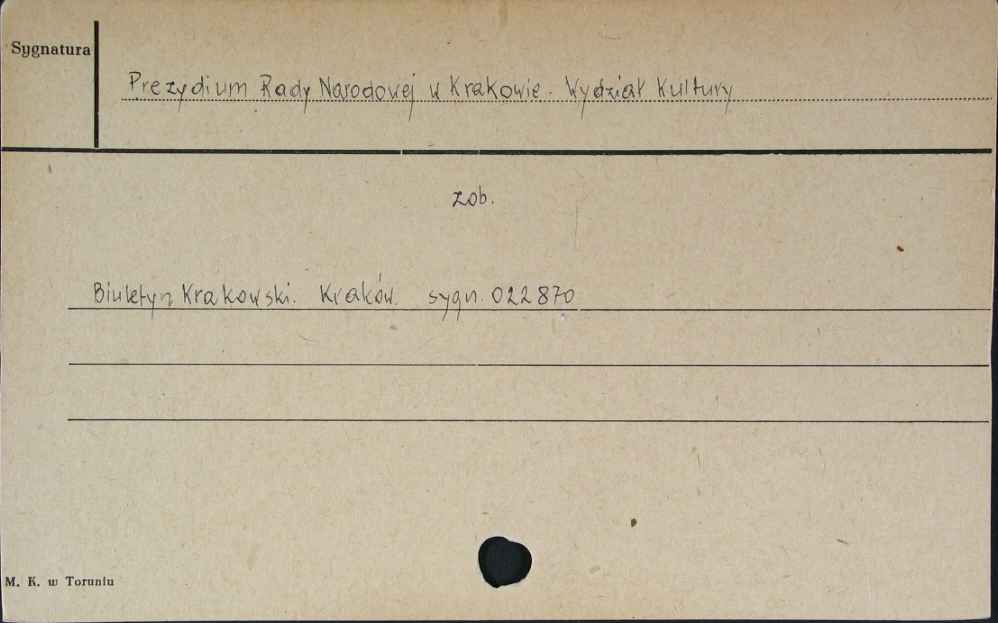 Sygnatura
Prezydium Rady Narodowej w Krakowie. Wydział Kultury
zob.
Biuletyn Krakowski. Kraków. sygn. 022870
M. K. w Toruniu